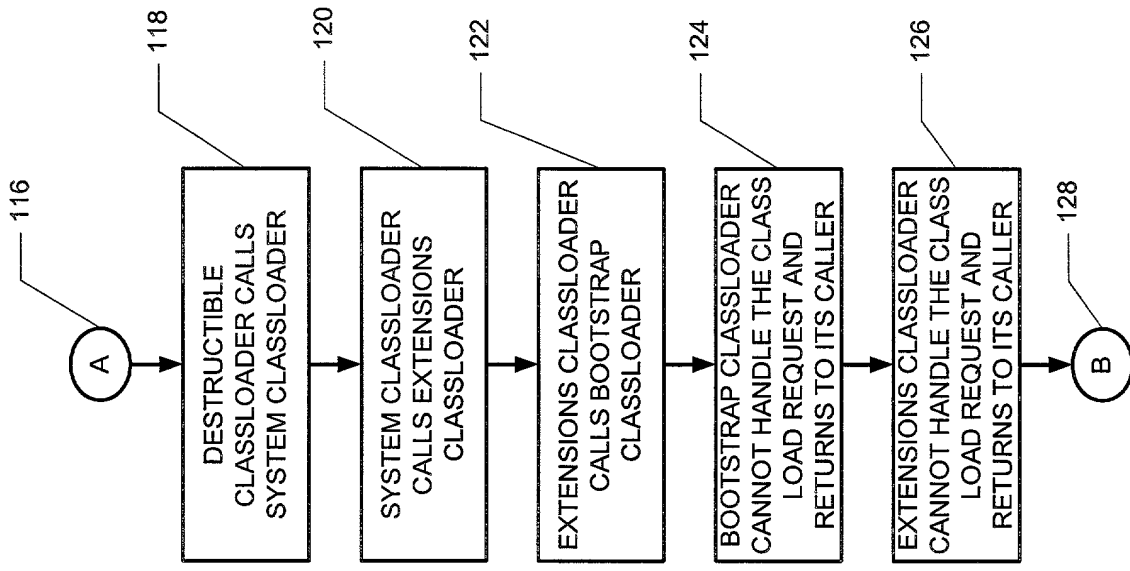 116
A
118
DESTRUCTIBLE
CLASSLOADER CALLS
SYSTEM CLASSLOADER
120
SYSTEM CLASSLOADER
CALLS EXTENSIONS
CLASSLOADER
122
EXTENSIONS CLASSLOADER
CALLS BOOTSTRAP
CLASSLOADER
124
BOOTSTRAP CLASSLOADER
CANNOT HANDLE THE CLASS
LOAD REQUEST AND
RETURNS TO ITS CALLER
126
EXTENSIONS CLASSLOADER
CANNOT HANDLE THE CLASS
LOAD REQUEST AND
RETURNS TO ITS CALLER
128
B